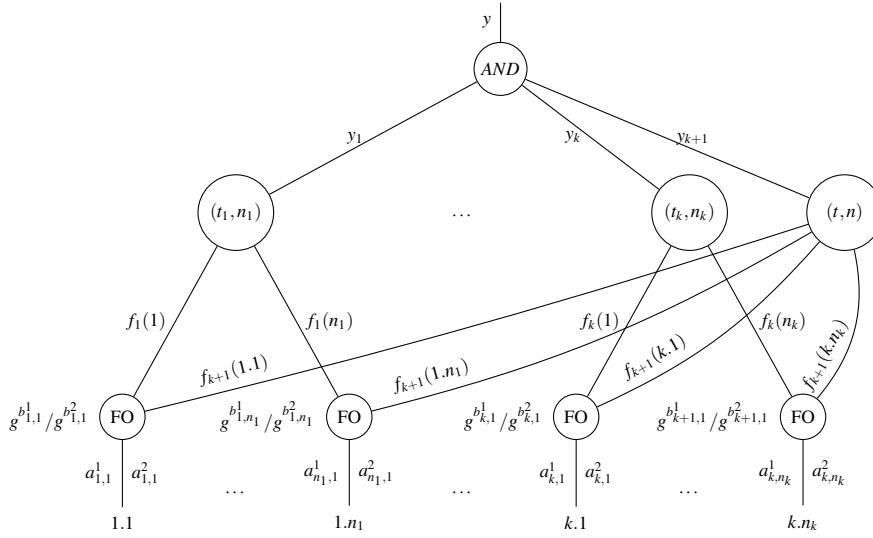 y
AND
y_1 y_k y_{k+1}
(t_1, n_1) ... (t_k, n_k) (t, n)
f_1(1) f_1(n_1) f_k(1) f_k(n_k)
f_{k+1}(1.1) f_{k+1}(1.n_1) f_{k+1}(k.1) f_{k+1}(k.n_k)
g^{b^1_{1,1}}/g^{b^2_{1,1}} FO g^{b^1_{1,n_1}}/g^{b^2_{1,n_1}} FO g^{b^1_{k,1}}/g^{b^2_{k,1}} FO g^{b^1_{k+1,1}}/g^{b^2_{k+1,1}} FO
a^1_{1,1} a^2_{1,1} a^1_{n_1,1} a^2_{n_1,1} a^1_{k,1} a^2_{k,1} a^1_{k,n_k} a^2_{k,n_k}
... ... ...
1.1 1.n_1 k.1 k.n_k